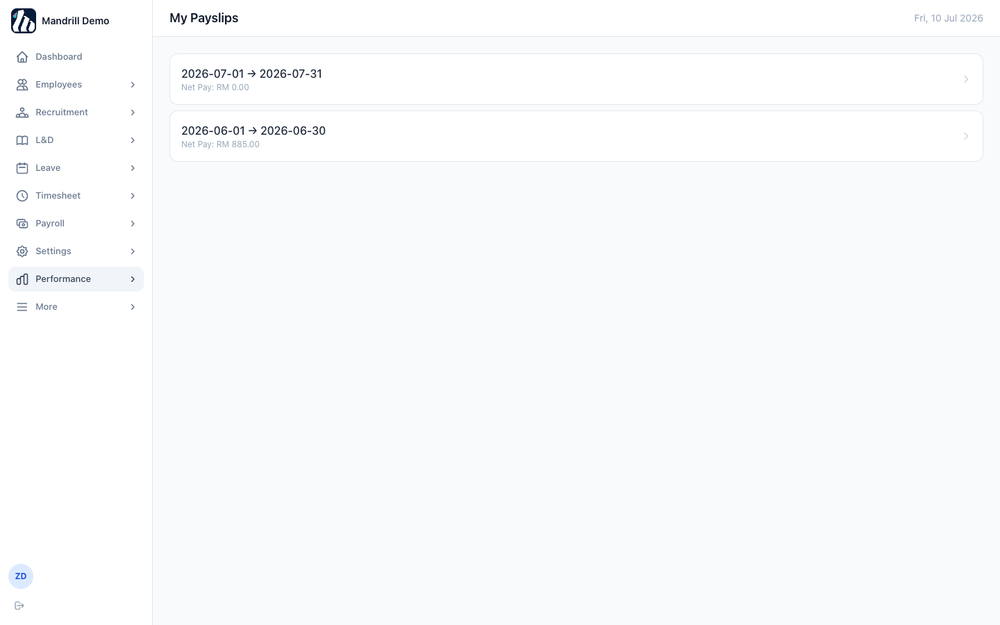 Mandrill Demo
Dashboard
Employees
Recruitment
L&D
Leave
Timesheet
Payroll
Settings
Performance
More
ZD
My Payslips
Fri, 10 Jul 2026
2026-07-01 → 2026-07-31
Net Pay: RM 0.00
2026-06-01 → 2026-06-30
Net Pay: RM 885.00